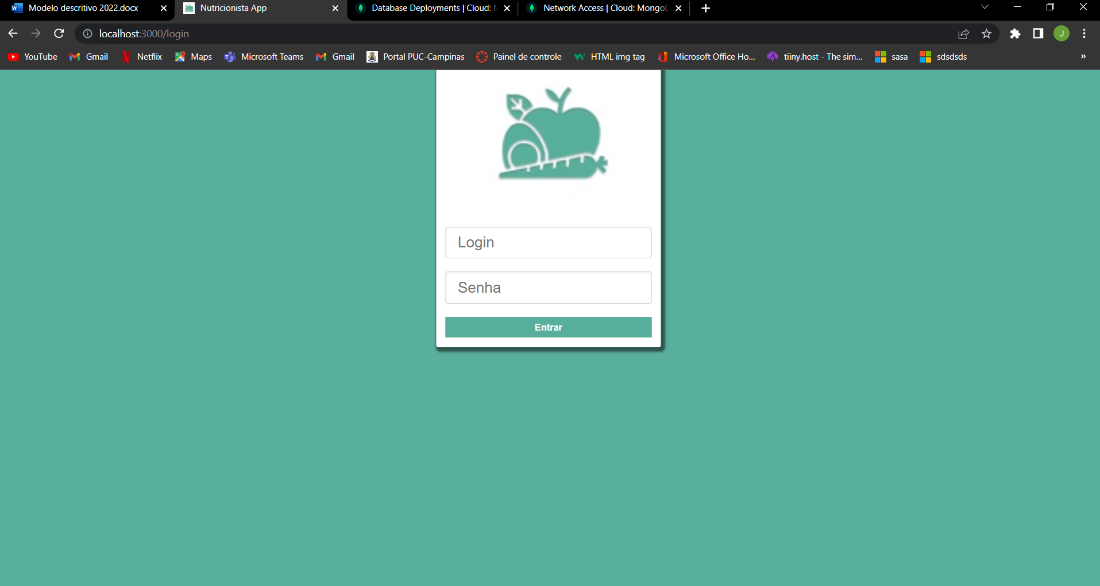 Modelo descritivo 2022.docx
Nutricionista App
Database Deployments | Cloud:
Network Access | Cloud: Mongo
localhost:3000/login
YouTube
Gmail
Netflix
Maps
Microsoft Teams
Gmail
Portal PUC-Campinas
Painel de controle
HTML img tag
Microsoft Office Ho...
tiiny.host - The sim...
sasa
sdsdsds
»
J
Login
Senha
Entrar